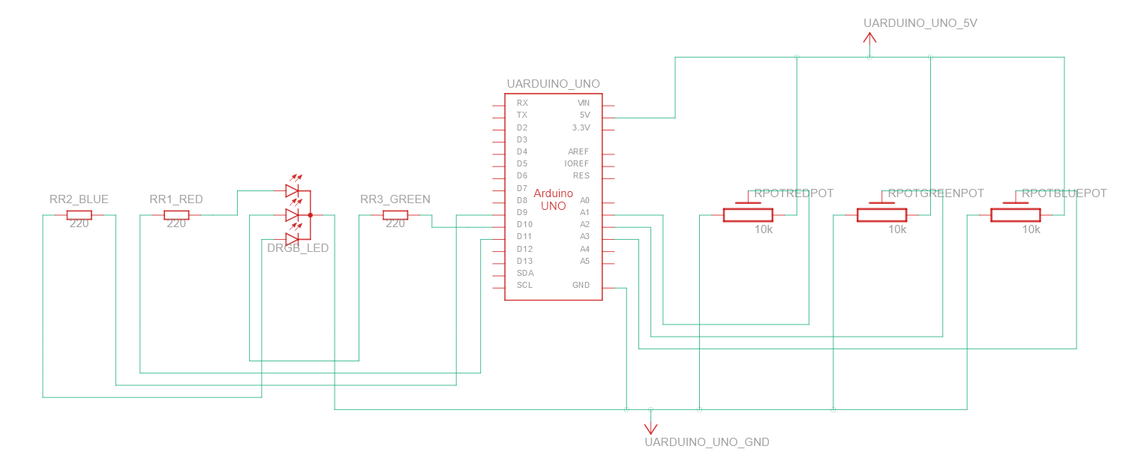 UARDUINO_UNO_5V
UARDUINO_UNO
RX VIN
TX 5V
D2 3.3V
D3
D4 AREF
D5 IOREF
D6 RES
D7
D8 A0
D9 A1
D10 A2
D11 A3
D12 A4
D13 A5
SDA
SCL GND
Arduino
UNO
RR2_BLUE
220
RR1_RED
220
DRGB_LED
RR3_GREEN
220
RPOTREDPOT
10k
RPOTGREENPOT
10k
RPOTBLUEPOT
10k
UARDUINO_UNO_GND